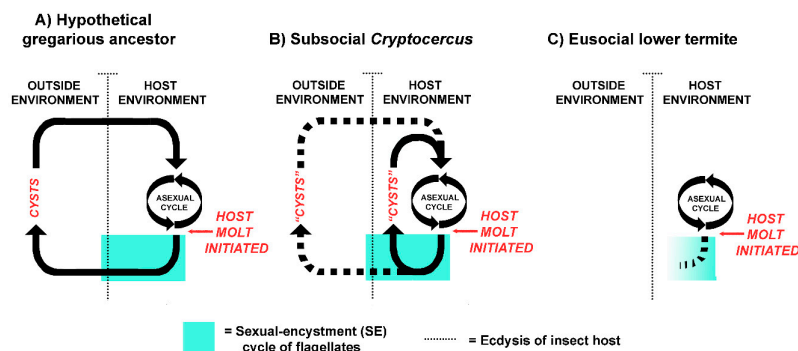 A) Hypothetical
gregarious ancestor
OUTSIDE
ENVIRONMENT
HOST
ENVIRONMENT
CYSTS
ASEXUAL
CYCLE
HOST
MOLT
INITIATED
B) Subsocial Cryptocercus
OUTSIDE
ENVIRONMENT
HOST
ENVIRONMENT
"CYSTS"
"CYSTS"
ASEXUAL
CYCLE
HOST
MOLT
INITIATED
C) Eusocial lower termite
OUTSIDE
ENVIRONMENT
HOST
ENVIRONMENT
ASEXUAL
CYCLE
HOST
MOLT
INITIATED
= Sexual-encystment (SE)
cycle of flagellates
= Ecdysis of insect host